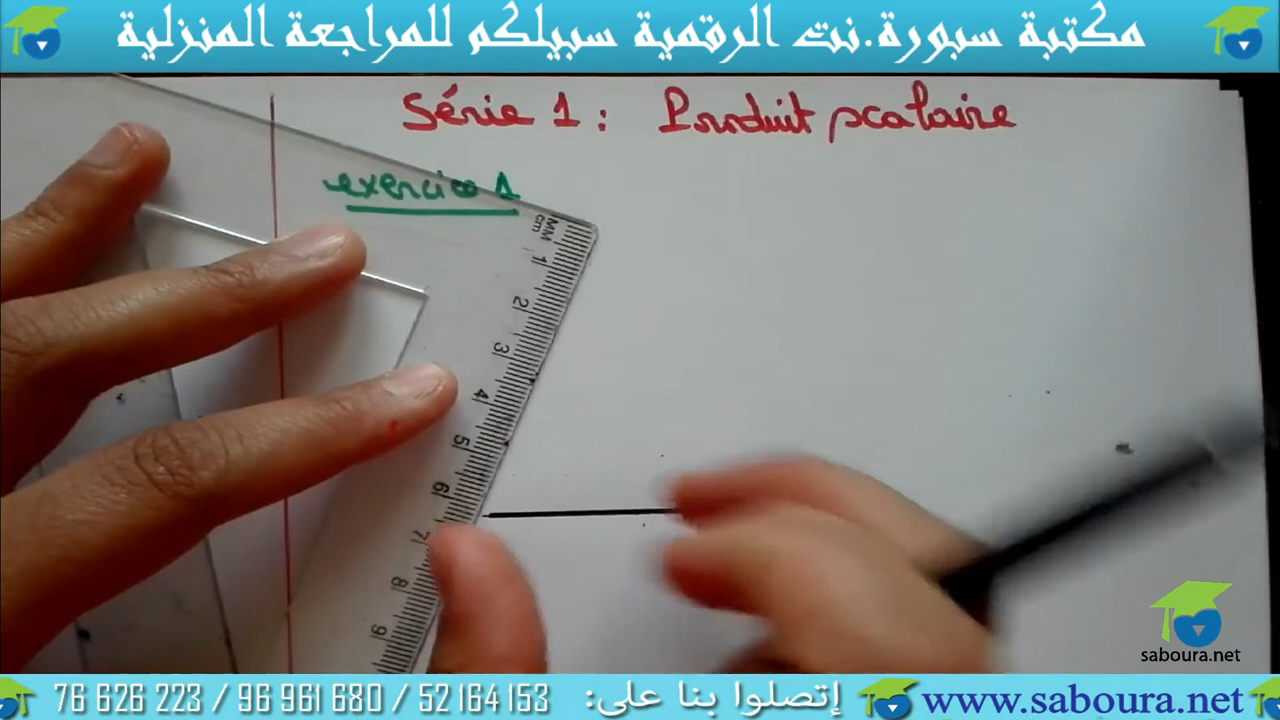 مكتبة سبورة.نت الرقمية سبيلكم للمراجعة المنزلية
Série 1 : Produit scalaire
exercice 1
MM
cm
1
2
3
4
5
6
7
8
9
saboura.net
76 626 223 / 96 961 680 / 52 164 153 إتصلوا بنا على: www.saboura.net